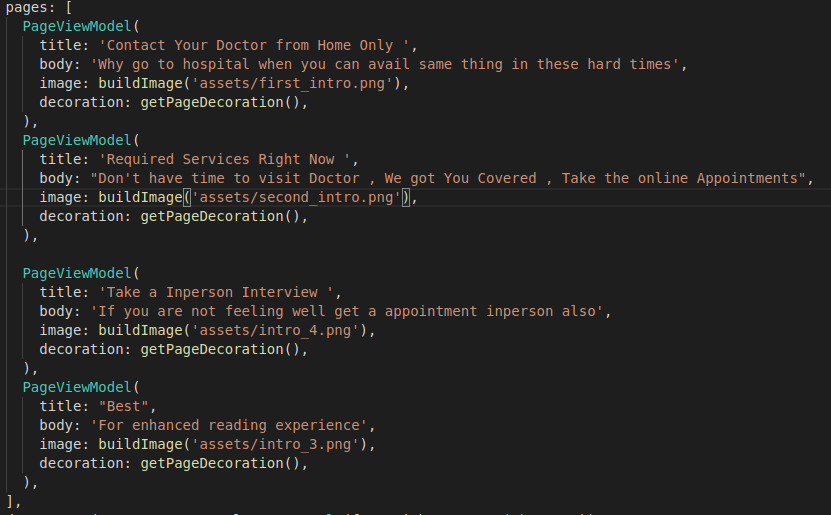 pages: [
  PageViewModel(
    title: 'Contact Your Doctor from Home Only ',
    body: 'Why go to hospital when you can avail same thing in these hard times',
    image: buildImage('assets/first_intro.png'),
    decoration: getPageDecoration(),
  ),
  PageViewModel(
    title: 'Required Services Right Now ',
    body: "Don't have time to visit Doctor , We got You Covered , Take the online Appointments",
    image: buildImage('assets/second_intro.png'),
    decoration: getPageDecoration(),
  ),

  PageViewModel(
    title: 'Take a Inperson Interview ',
    body: 'If you are not feeling well get a appointment inperson also',
    image: buildImage('assets/intro_4.png'),
    decoration: getPageDecoration(),
  ),
  PageViewModel(
    title: "Best",
    body: 'For enhanced reading experience',
    image: buildImage('assets/intro_3.png'),
    decoration: getPageDecoration(),
  ),
],